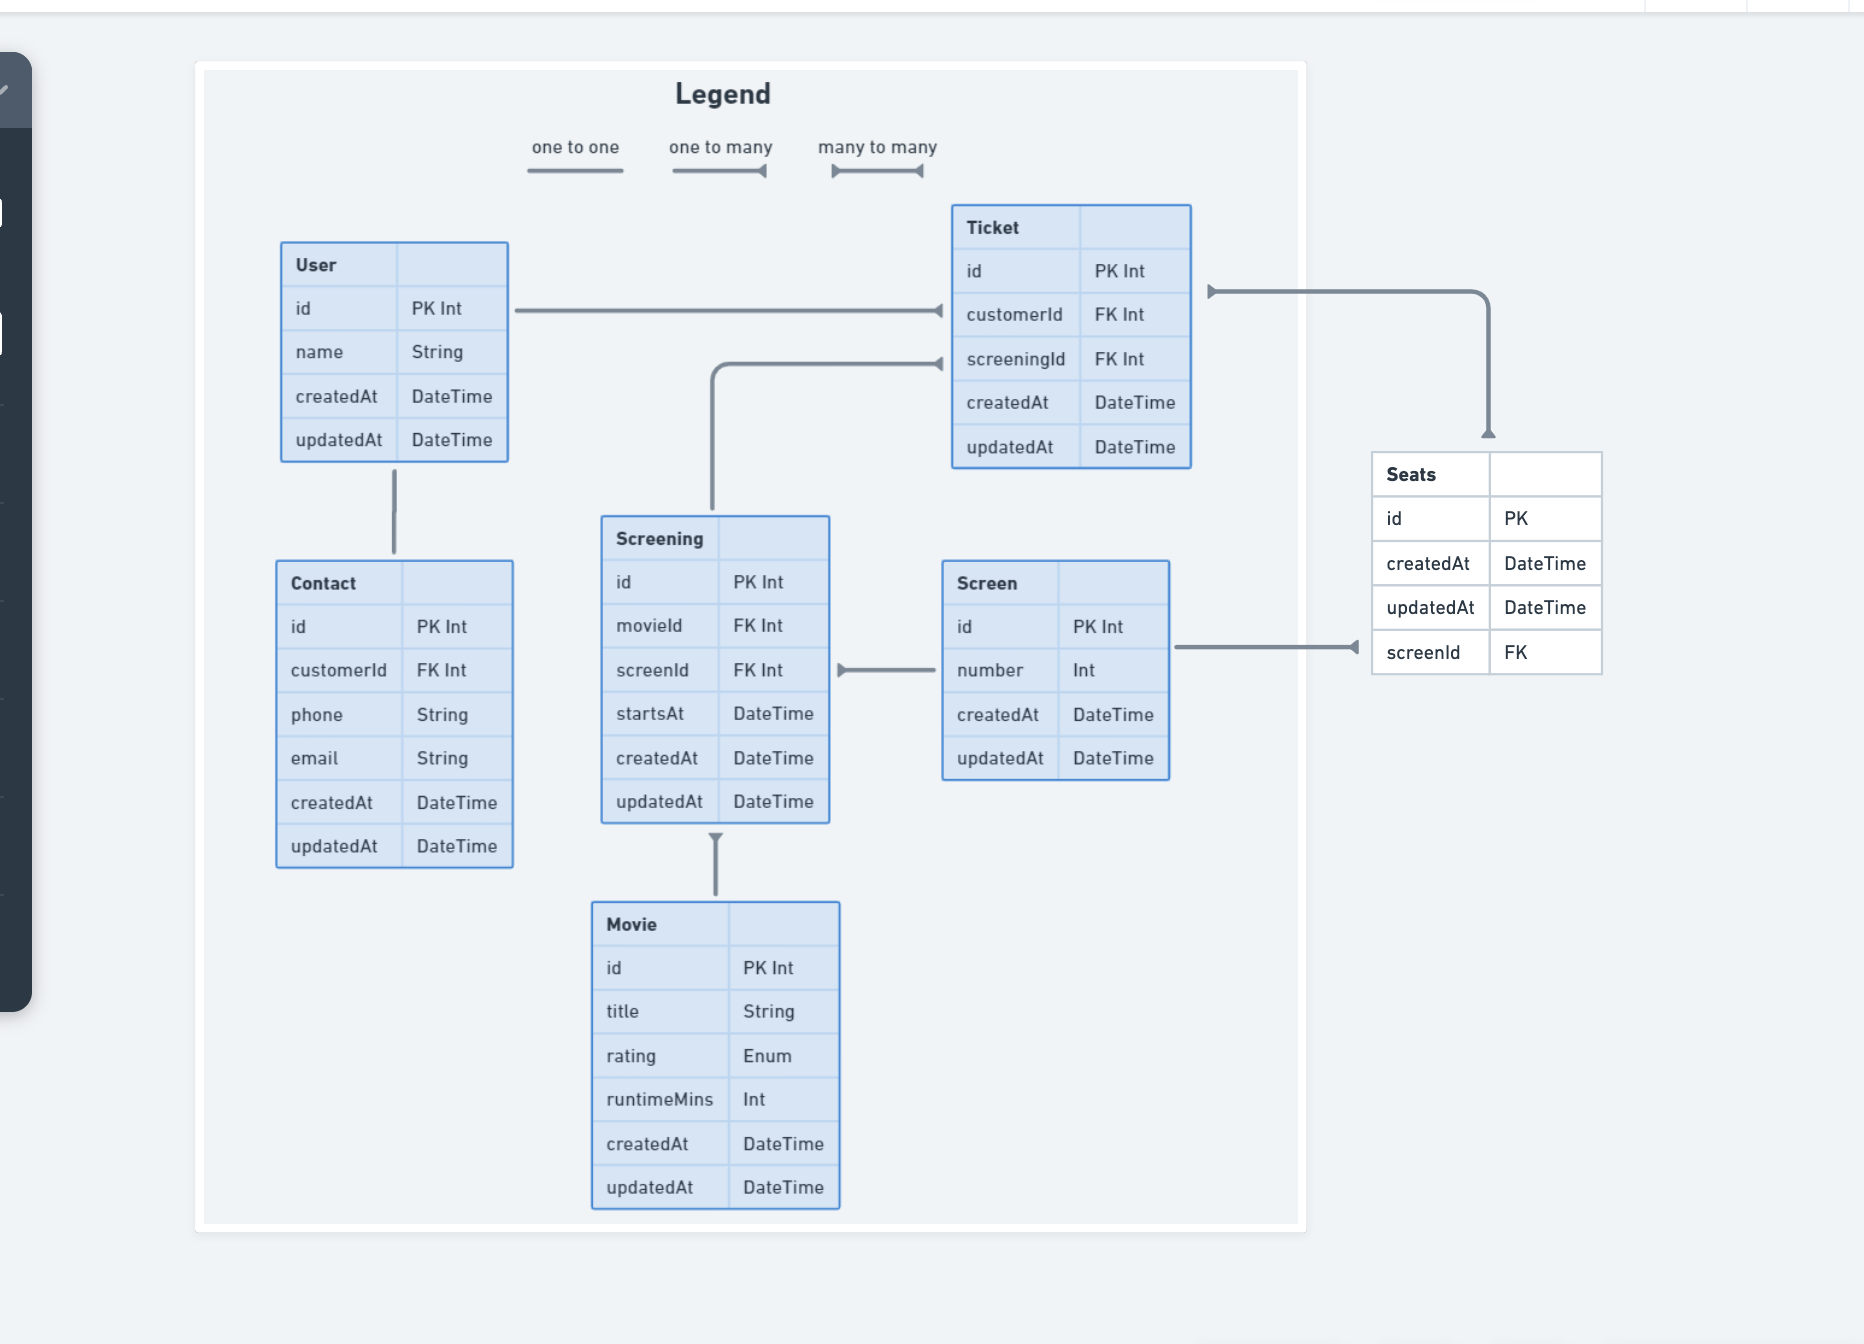 Legend
one to one
one to many
many to many
User
id PK Int
name String
createdAt DateTime
updatedAt DateTime
Ticket
id PK Int
customerId FK Int
screeningId FK Int
createdAt DateTime
updatedAt DateTime
Contact
id PK Int
customerId FK Int
phone String
email String
createdAt DateTime
updatedAt DateTime
Screening
id PK Int
movieId FK Int
screenId FK Int
startsAt DateTime
createdAt DateTime
updatedAt DateTime
Screen
id PK Int
number Int
createdAt DateTime
updatedAt DateTime
Seats
id PK
createdAt DateTime
updatedAt DateTime
screenId FK
Movie
id PK Int
title String
rating Enum
runtimeMins Int
createdAt DateTime
updatedAt DateTime